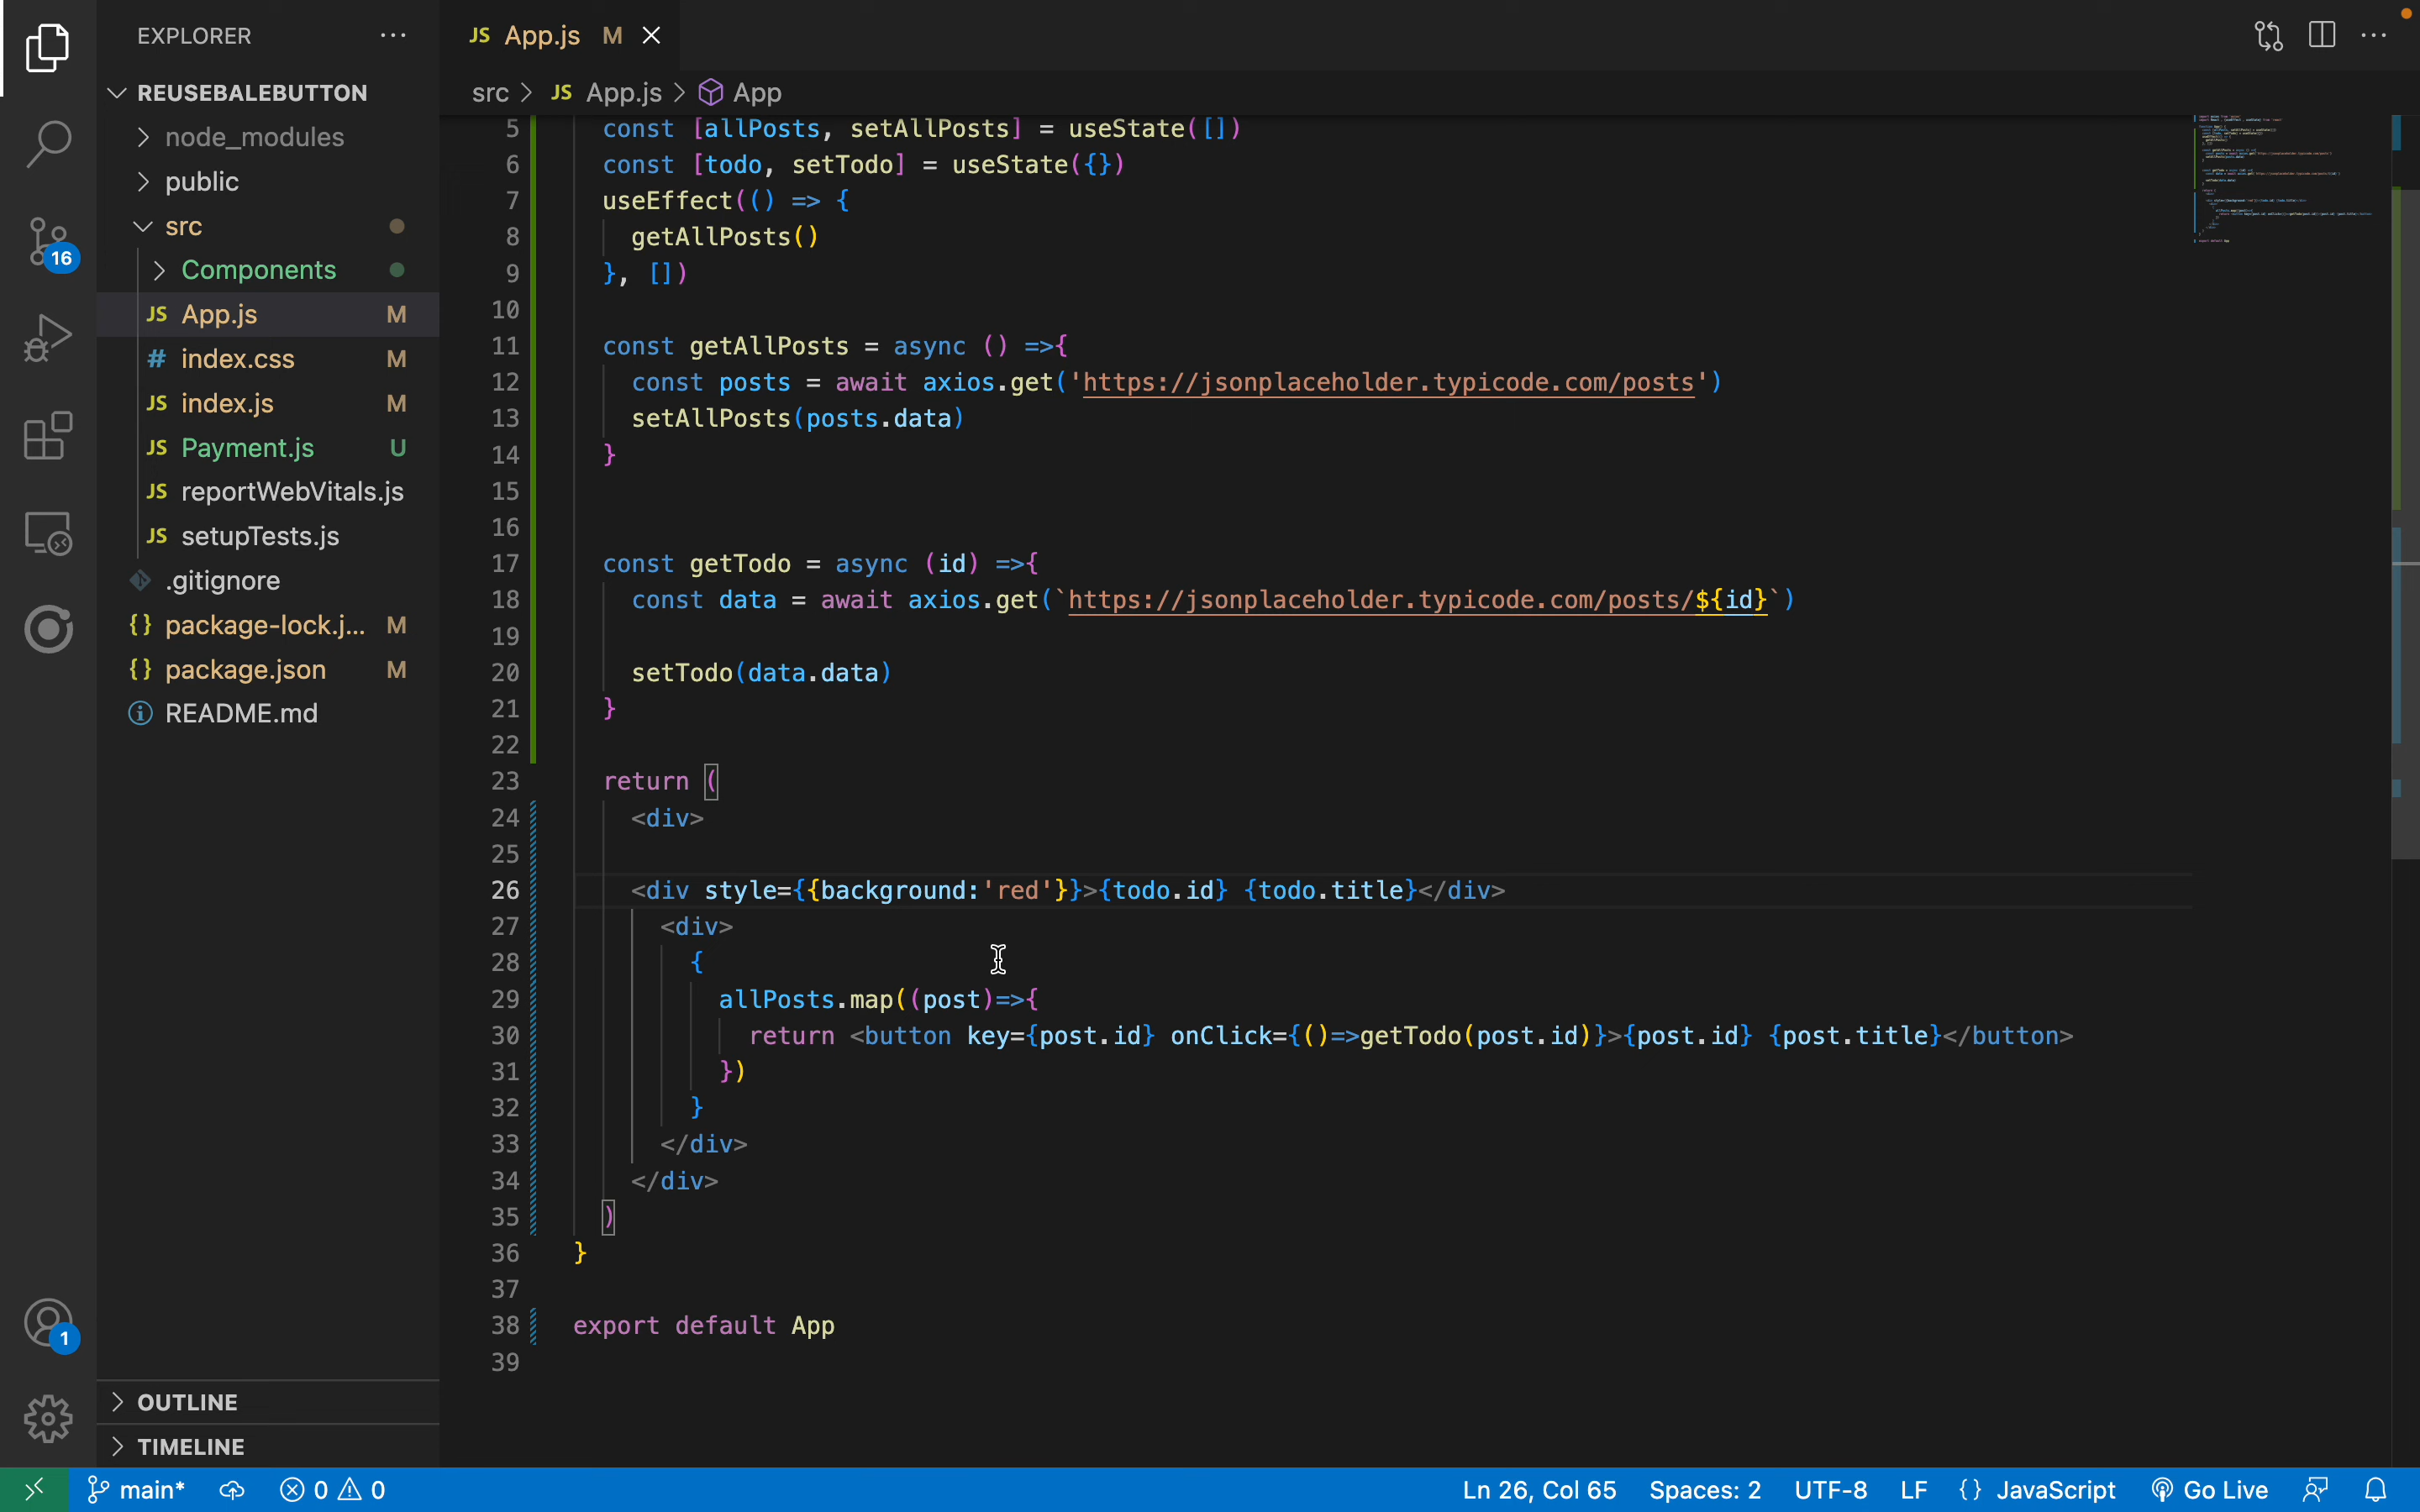 EXPLORER
REUSEBALEBUTTON
node_modules
public
src
Components
JS App.js M
# index.css M
JS index.js M
JS Payment.js U
JS reportWebVitals.js
JS setupTests.js
.gitignore
{} package-lock.j... M
{} package.json M
README.md
OUTLINE
TIMELINE
16
1
JS App.js M
src > JS App.js > App
5 const [allPosts, setAllPosts] = useState([])
6 const [todo, setTodo] = useState({})
7 useEffect(() => {
8 getAllPosts()
9 }, [])
10
11 const getAllPosts = async () =>{
12 const posts = await axios.get('https://jsonplaceholder.typicode.com/posts')
13 setAllPosts(posts.data)
14 }
15
16
17 const getTodo = async (id) =>{
18 const data = await axios.get(`https://jsonplaceholder.typicode.com/posts/${id}`)
19
20 setTodo(data.data)
21 }
22
23 return (
24 <div>
25
26 <div style={{background:'red'}}>{todo.id} {todo.title}</div>
27 <div>
28 {
29 allPosts.map((post)=>{
30 return <button key={post.id} onClick={()=>getTodo(post.id)}>{post.id} {post.title}</button>
31 })
32 }
33 </div>
34 </div>
35 )
36 }
37
38 export default App
39
main* 0 0 Ln 26, Col 65 Spaces: 2 UTF-8 LF {} JavaScript Go Live